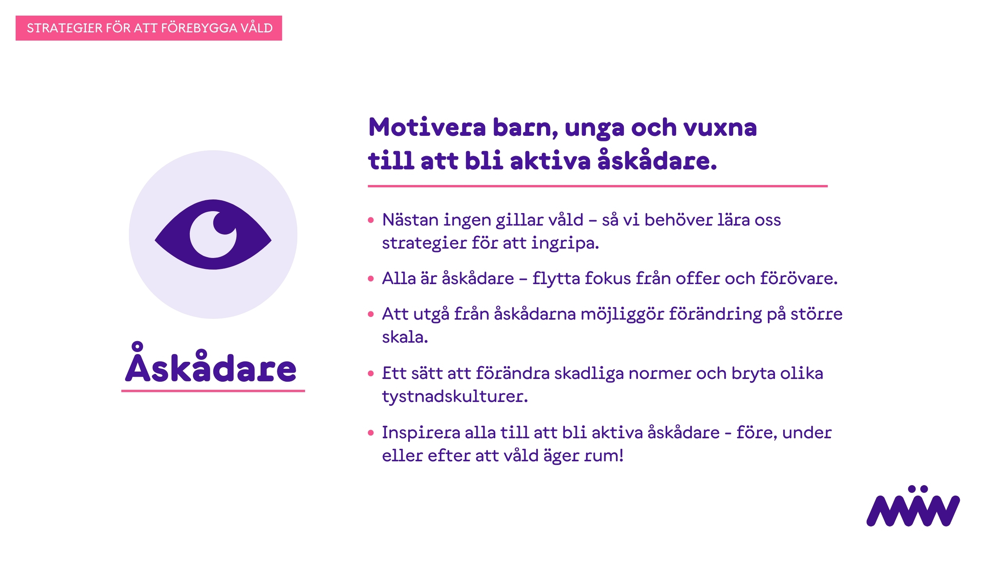 STRATEGIER FÖR ATT FÖREBYGGA VÅLD
Åskådare
Motivera barn, unga och vuxna
till att bli aktiva åskådare.
• Nästan ingen gillar våld – så vi behöver lära oss
strategier för att ingripa.
• Alla är åskådare – flytta fokus från offer och förövare.
• Att utgå från åskådarna möjliggör förändring på större
skala.
• Ett sätt att förändra skadliga normer och bryta olika
tystnadskulturer.
• Inspirera alla till att bli aktiva åskådare - före, under
eller efter att våld äger rum!